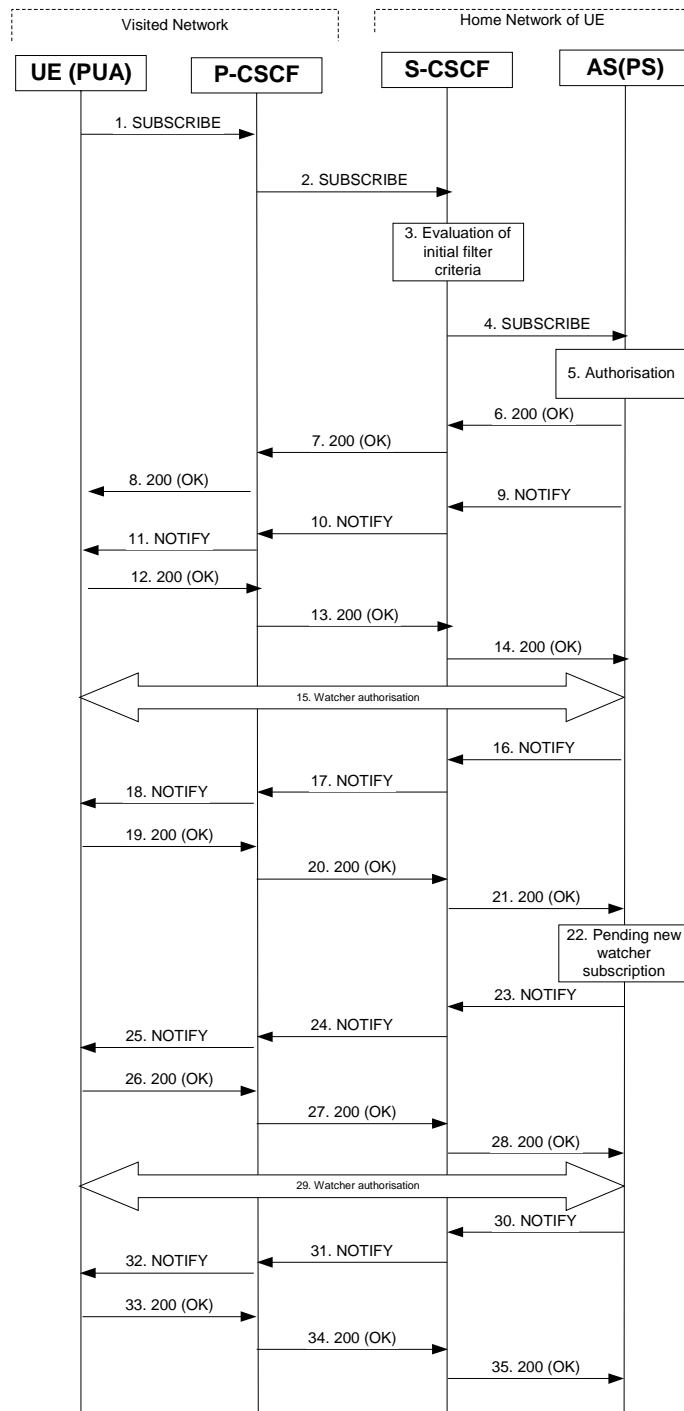 Visited Network
Home Network of UE
UE (PUA)
P-CSCF
S-CSCF
AS(PS)
1. SUBSCRIBE
2. SUBSCRIBE
3. Evaluation of
initial filter
criteria
4. SUBSCRIBE
5. Authorisation
6. 200 (OK)
7. 200 (OK)
8. 200 (OK)
9. NOTIFY
10. NOTIFY
11. NOTIFY
12. 200 (OK)
13. 200 (OK)
14. 200 (OK)
15. Watcher authorisation
16. NOTIFY
17. NOTIFY
18. NOTIFY
19. 200 (OK)
20. 200 (OK)
21. 200 (OK)
22. Pending new
watcher
subscription
23. NOTIFY
24. NOTIFY
25. NOTIFY
26. 200 (OK)
27. 200 (OK)
28. 200 (OK)
29. Watcher authorisation
30. NOTIFY
31. NOTIFY
32. NOTIFY
33. 200 (OK)
34. 200 (OK)
35. 200 (OK)